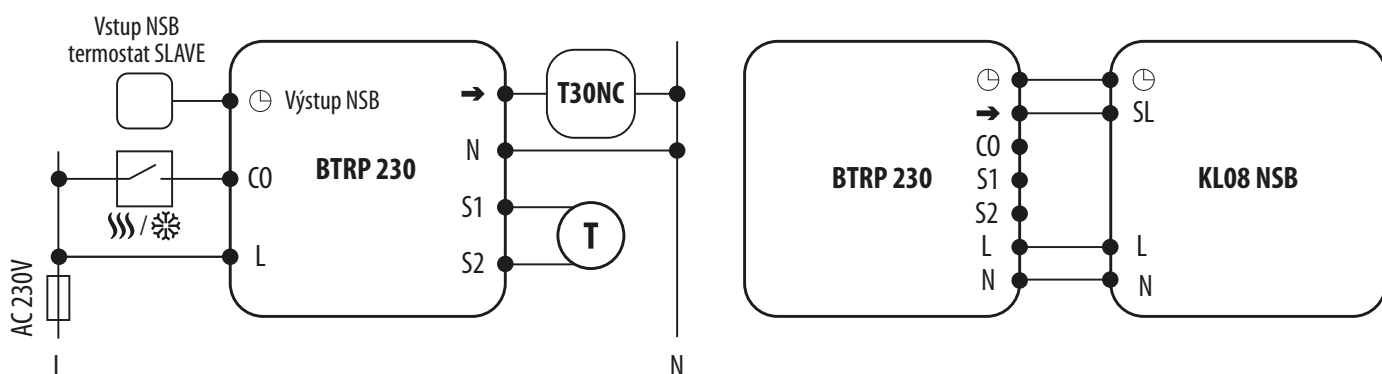 Vstup NSB
termostat SLAVE
Výstup NSB
➔
T30NC
N
BTRP 230
CO
S1
/
T
L
S2
AC 230V
L
N
➔
SL
CO
BTRP 230
S1
KL08 NSB
S2
L
L
N
N